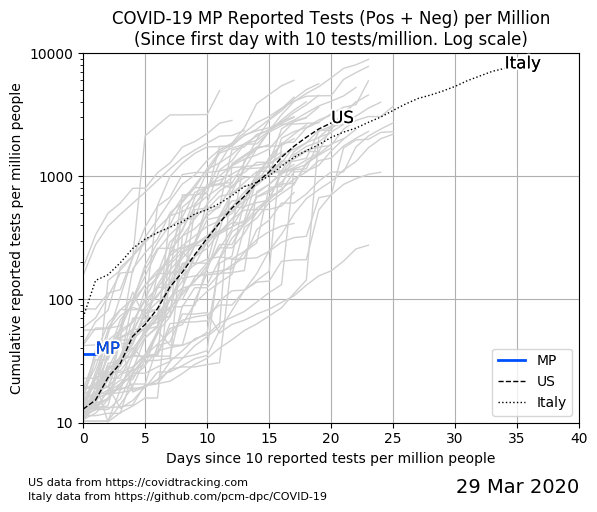 COVID-19 MP Reported Tests (Pos + Neg) per Million
(Since first day with 10 tests/million. Log scale)
Cumulative reported tests per million people
10000
1000
100
10
Italy
US
MP
MP
US
Italy
0 5 10 15 20 25 30 35 40
Days since 10 reported tests per million people
US data from https://covidtracking.com
Italy data from https://github.com/pcm-dpc/COVID-19
29 Mar 2020